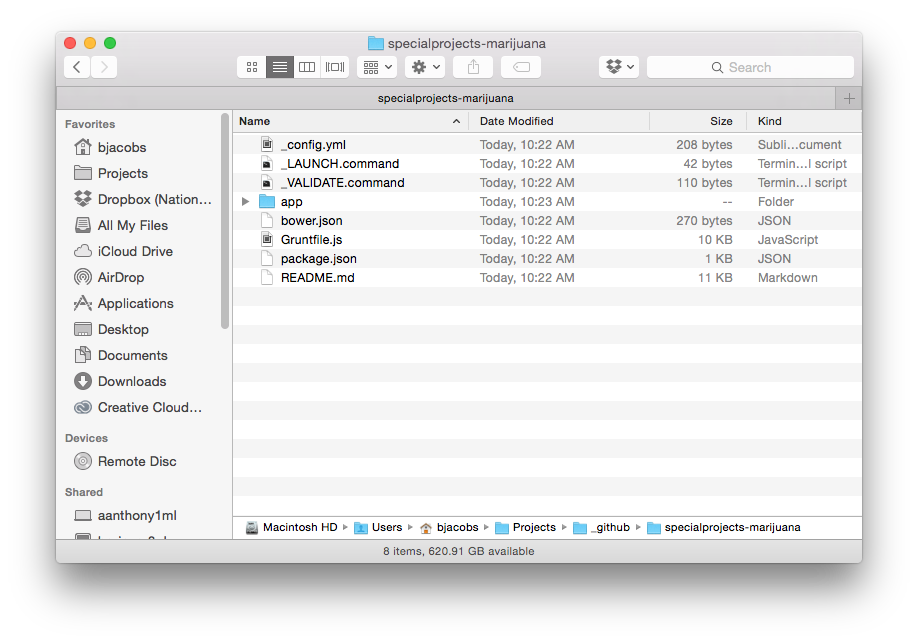 specialprojects-marijuana
Search
specialprojects-marijuana
Favorites
bjacobs
Projects
Dropbox (Nation...
All My Files
iCloud Drive
AirDrop
Applications
Desktop
Documents
Downloads
Creative Cloud...
Devices
Remote Disc
Shared
aanthony1ml
Name Date Modified Size Kind
_config.yml Today, 10:22 AM 208 bytes Subli...cument
_LAUNCH.command Today, 10:22 AM 42 bytes Termin...l script
_VALIDATE.command Today, 10:22 AM 110 bytes Termin...l script
app Today, 10:23 AM -- Folder
bower.json Today, 10:22 AM 270 bytes JSON
Gruntfile.js Today, 10:22 AM 10 KB JavaScript
package.json Today, 10:22 AM 1 KB JSON
README.md Today, 10:22 AM 11 KB Markdown
Macintosh HD Users bjacobs Projects _github specialprojects-marijuana
8 items, 620.91 GB available